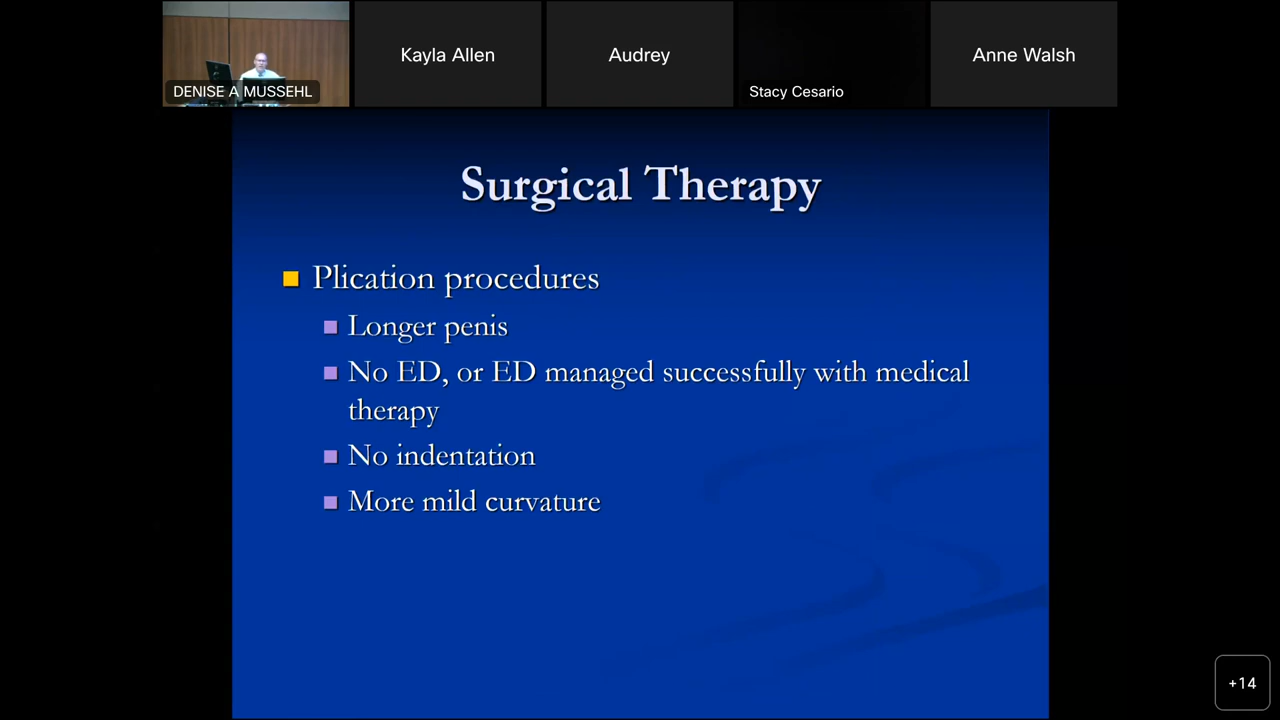 DENISE A MUSSEHL
Kayla Allen
Audrey
Stacy Cesario
Anne Walsh
Surgical Therapy
Plication procedures
Longer penis
No ED, or ED managed successfully with medical
therapy
No indentation
More mild curvature
+14